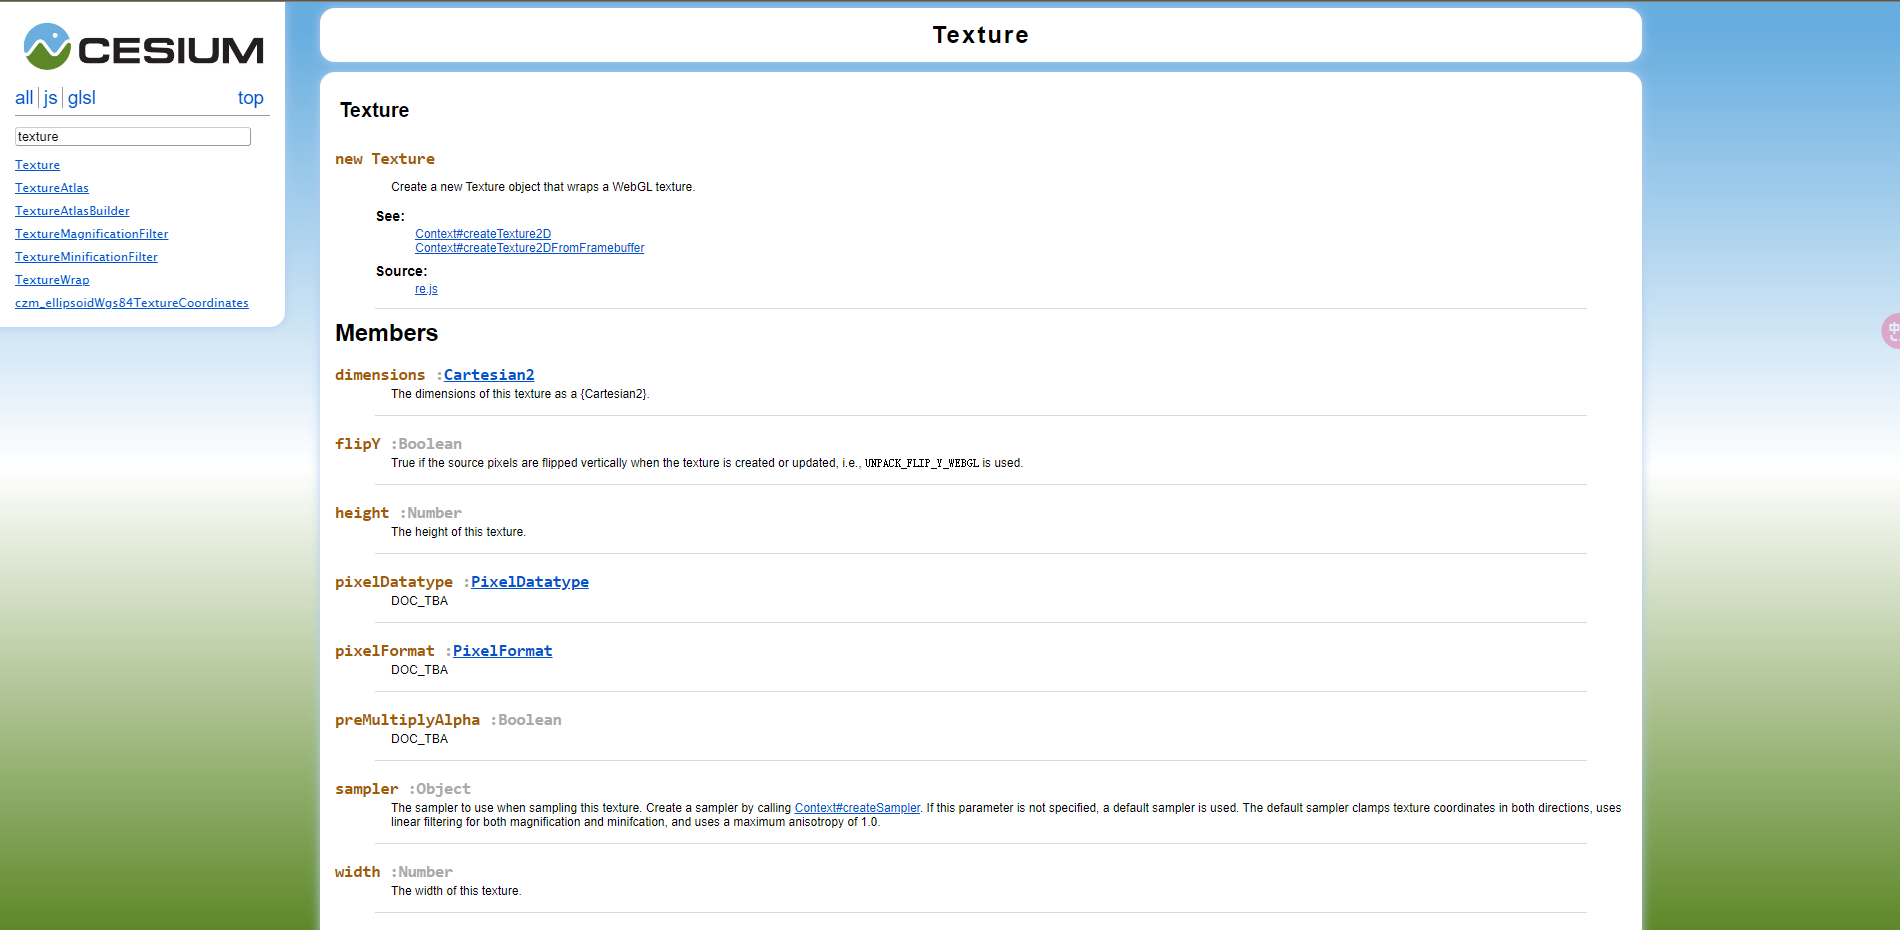 CESIUM
all js glsl top
texture
Texture
TextureAtlas
TextureAtlasBuilder
TextureMagnificationFilter
TextureMinificationFilter
TextureWrap
czm_ellipsoidWgs84TextureCoordinates
Texture
Texture
new Texture
Create a new Texture object that wraps a WebGL texture.
See:
Context#createTexture2D
Context#createTexture2DFromFramebuffer
Source:
re.js
Members
dimensions :Cartesian2
The dimensions of this texture as a {Cartesian2}.
flipY :Boolean
True if the source pixels are flipped vertically when the texture is created or updated, i.e., UNPACK_FLIP_Y_WEBGL is used.
height :Number
The height of this texture.
pixelDatatype :PixelDatatype
DOC_TBA
pixelFormat :PixelFormat
DOC_TBA
preMultiplyAlpha :Boolean
DOC_TBA
sampler :Object
The sampler to use when sampling this texture. Create a sampler by calling Context#createSampler. If this parameter is not specified, a default sampler is used. The default sampler clamps texture coordinates in both directions, uses
linear filtering for both magnification and minifcation, and uses a maximum anisotropy of 1.0.
width :Number
The width of this texture.